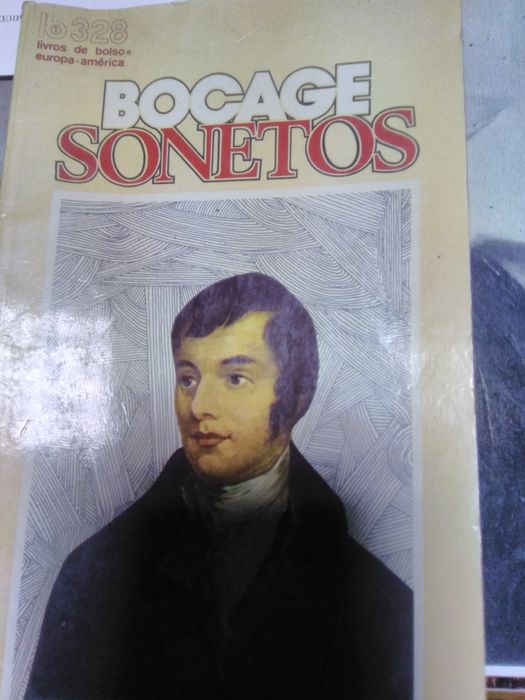 lb 328
livros de bolso
europa-américa
BOCAGE
SONETOS